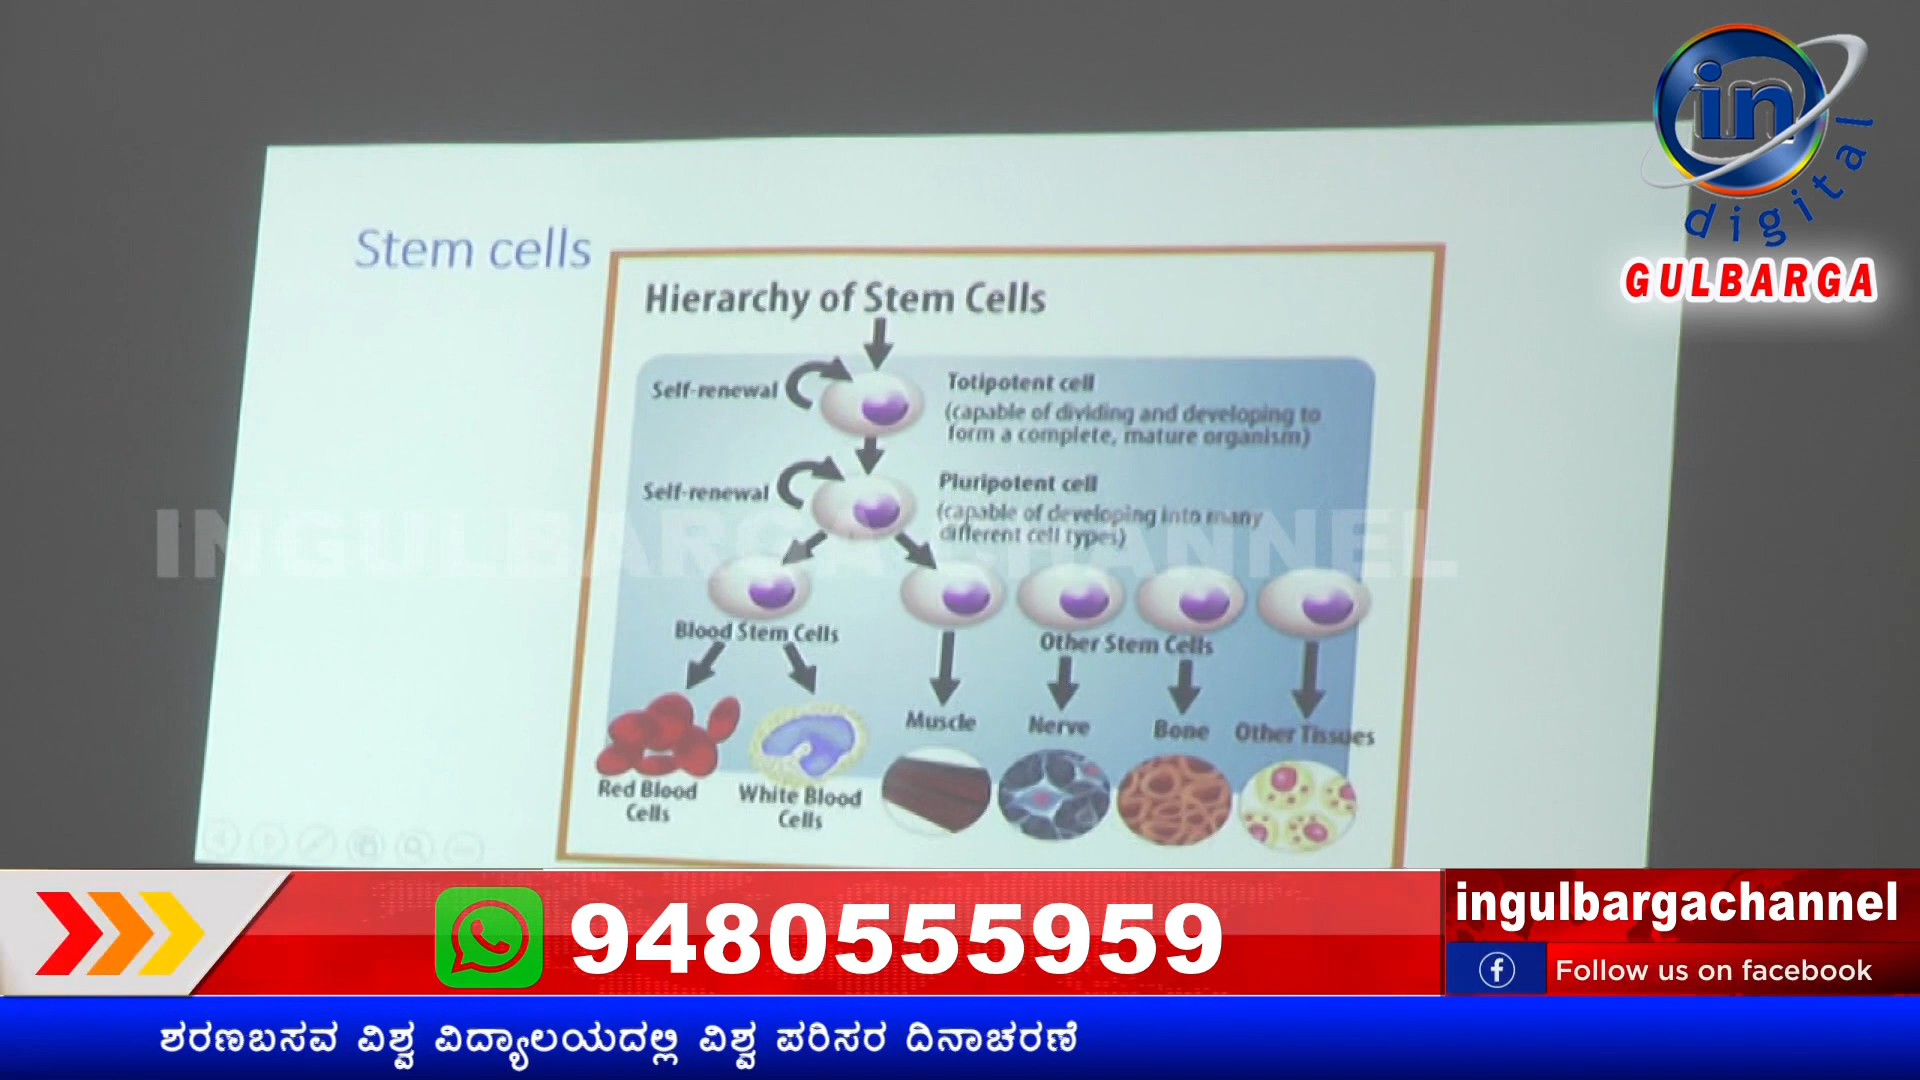 in
digital
GULBARGA
Stem cells
Hierarchy of Stem Cells
Self-renewal
Totipotent cell
(capable of dividing and developing to
form a complete, mature organism)
Self-renewal
Pluripotent cell
(capable of developing into many
different cell types)
INGULBARGA CHANNEL
Blood Stem Cells
Other Stem Cells
Muscle
Nerve
Bone
Other Tissues
Red Blood
Cells
White Blood
Cells
9480555959
ingulbargachannel
Follow us on facebook
ಶರಣಬಸವ ವಿಶ್ವ ವಿದ್ಯಾಲಯದಲ್ಲಿ ವಿಶ್ವ ಪರಿಸರ ದಿನಾಚರಣೆ